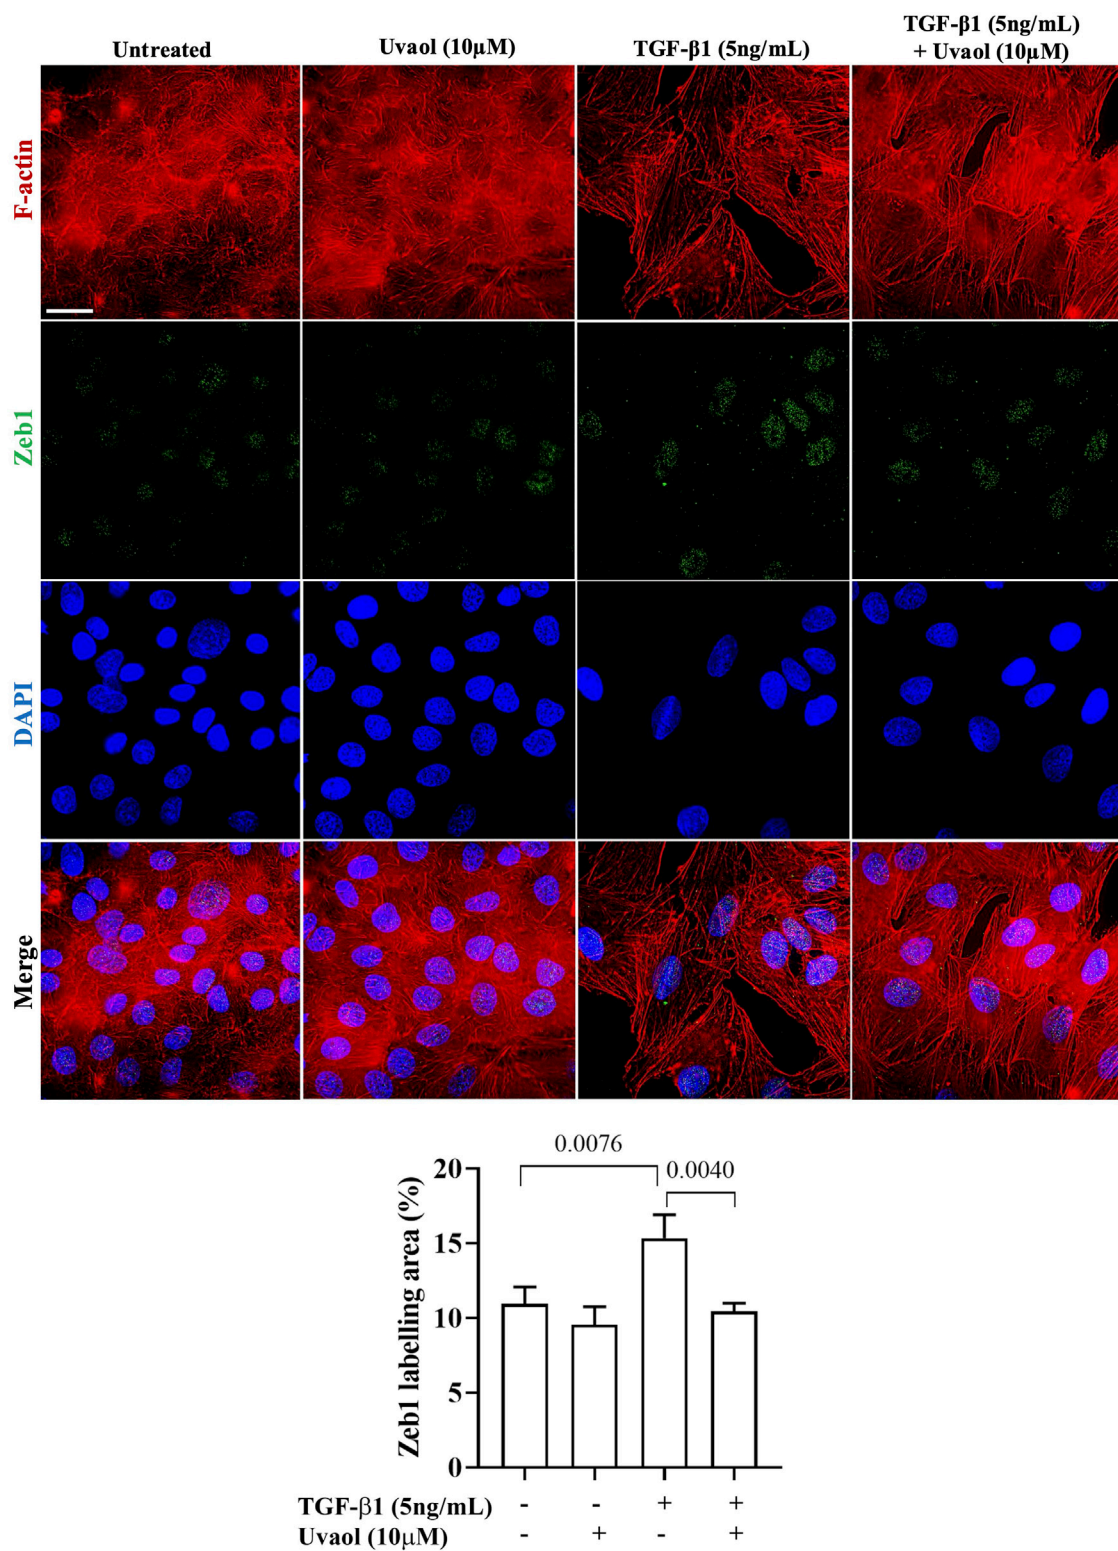 Untreated
Uvaol (10µM)
TGF-β1 (5ng/mL)
TGF-β1 (5ng/mL)
+ Uvaol (10µM)
F-actin
Zeb1
DAPI
Merge
0.0076
0.0040
Zeb1 labelling area (%)
20
15
10
5
0
TGF-β1 (5ng/mL) - - + +
Uvaol (10µM) - + - +